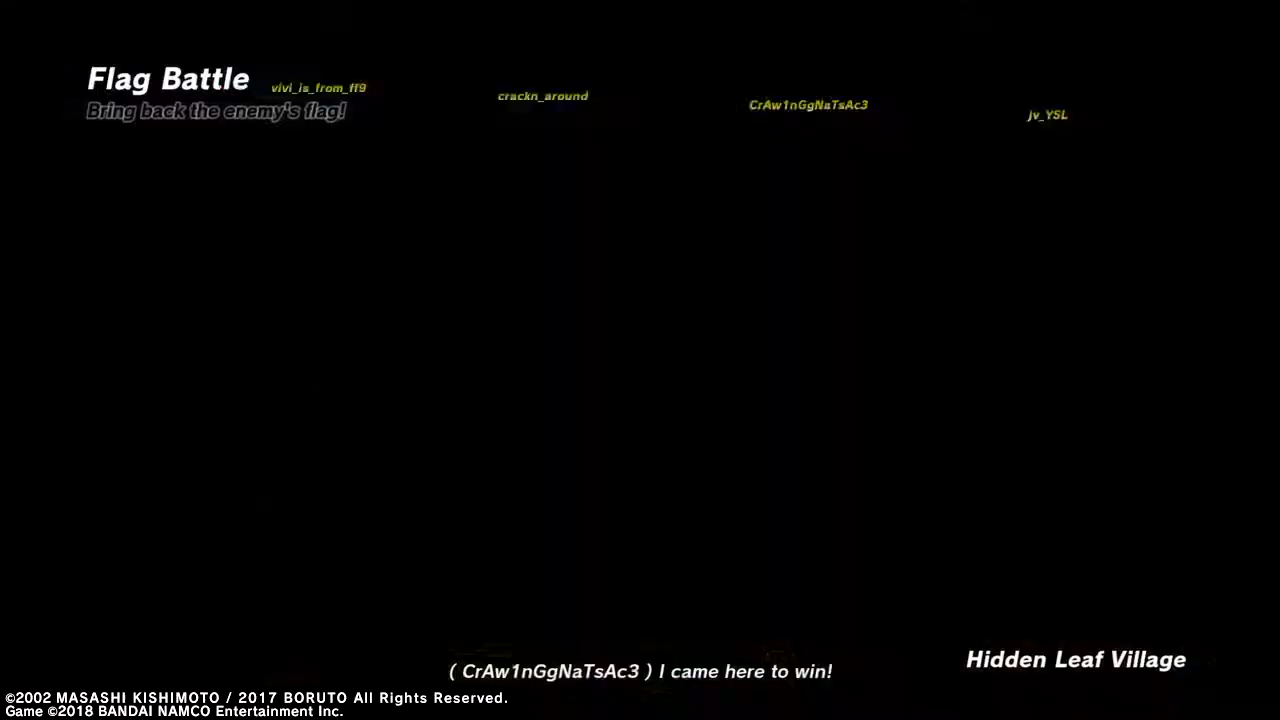 Flag Battle
Bring back the enemy's flag!
vivi_is_from_ff9
crackn_around
CrAw1nGgNaTsAc3
jv_YSL
( CrAw1nGgNaTsAc3 ) I came here to win!
Hidden Leaf Village
©2002 MASASHI KISHIMOTO / 2017 BORUTO All Rights Reserved.
Game ©2018 BANDAI NAMCO Entertainment Inc.